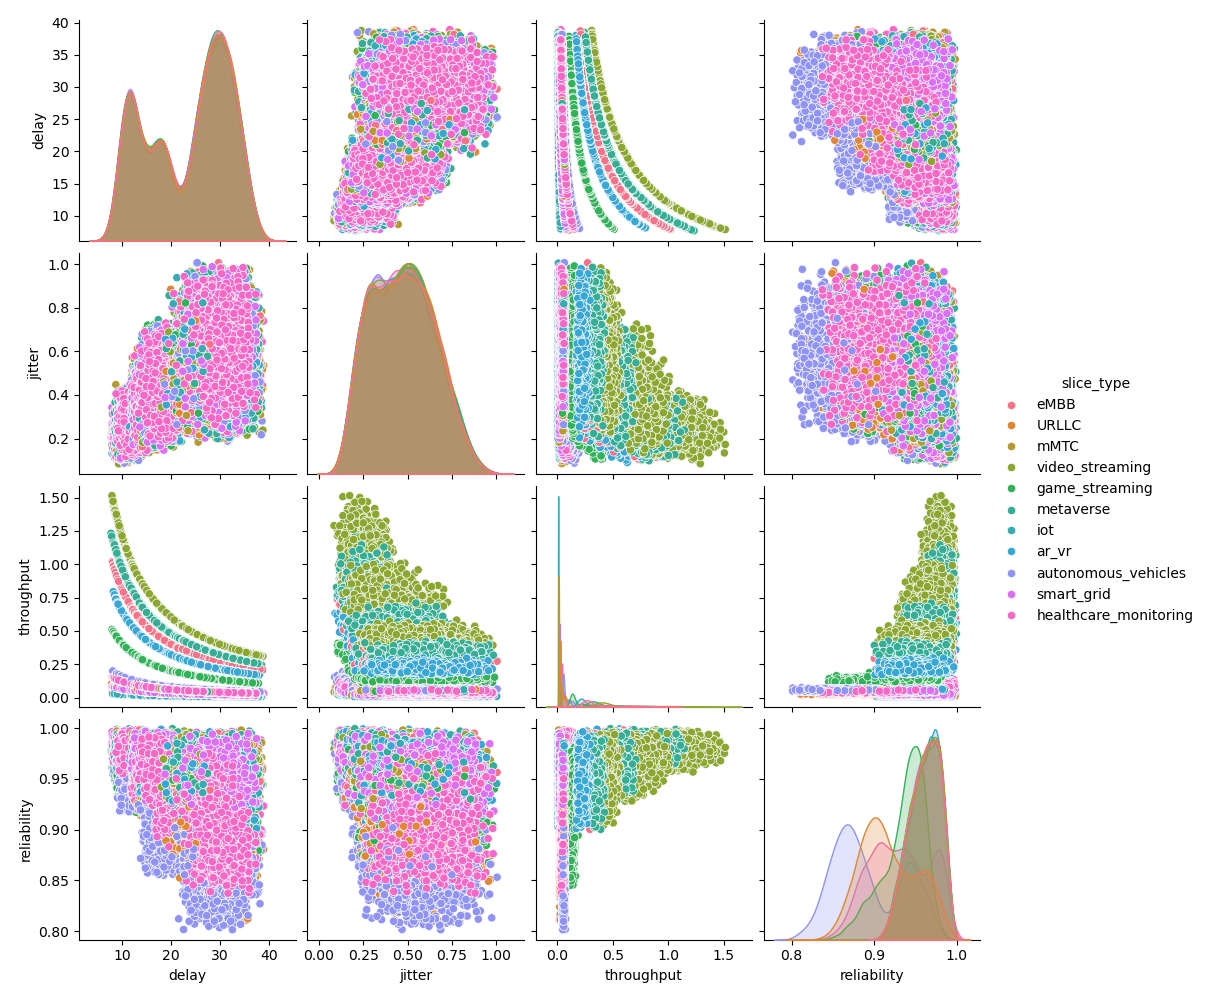 40
35
30
25
20
15
10
delay
1.0
0.8
0.6
0.4
0.2
jitter
slice_type
eMBB
URLLC
mMTC
video_streaming
game_streaming
metaverse
iot
ar_vr
autonomous_vehicles
smart_grid
healthcare_monitoring
1.50
1.25
1.00
0.75
0.50
0.25
0.00
throughput
1.00
0.95
0.90
0.85
0.80
reliability
10 20 30 40 0.00 0.25 0.50 0.75 1.00 0.0 0.5 1.0 1.5 0.8 0.9 1.0
delay jitter throughput reliability